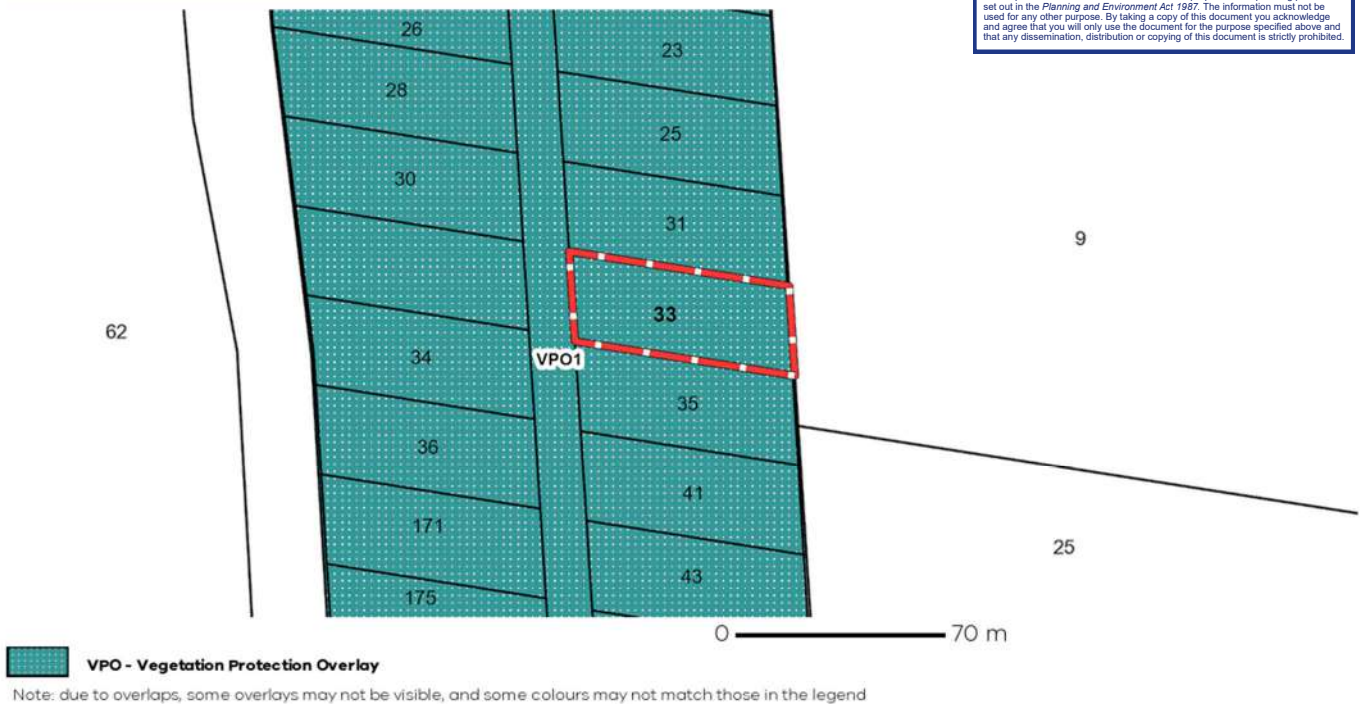 set out in the Planning and Environment Act 1987. The information must not be
used for any other purpose. By taking a copy of this document you acknowledge
and agree that you will only use the document for the purpose specified above and
that any dissemination, distribution or copying of this document is strictly prohibited.
26
23
28
25
30
31
9
33
62
34
VPO1
35
36
41
171
25
43
175
0 70 m
VPO - Vegetation Protection Overlay
Note: due to overlaps, some overlays may not be visible, and some colours may not match those in the legend